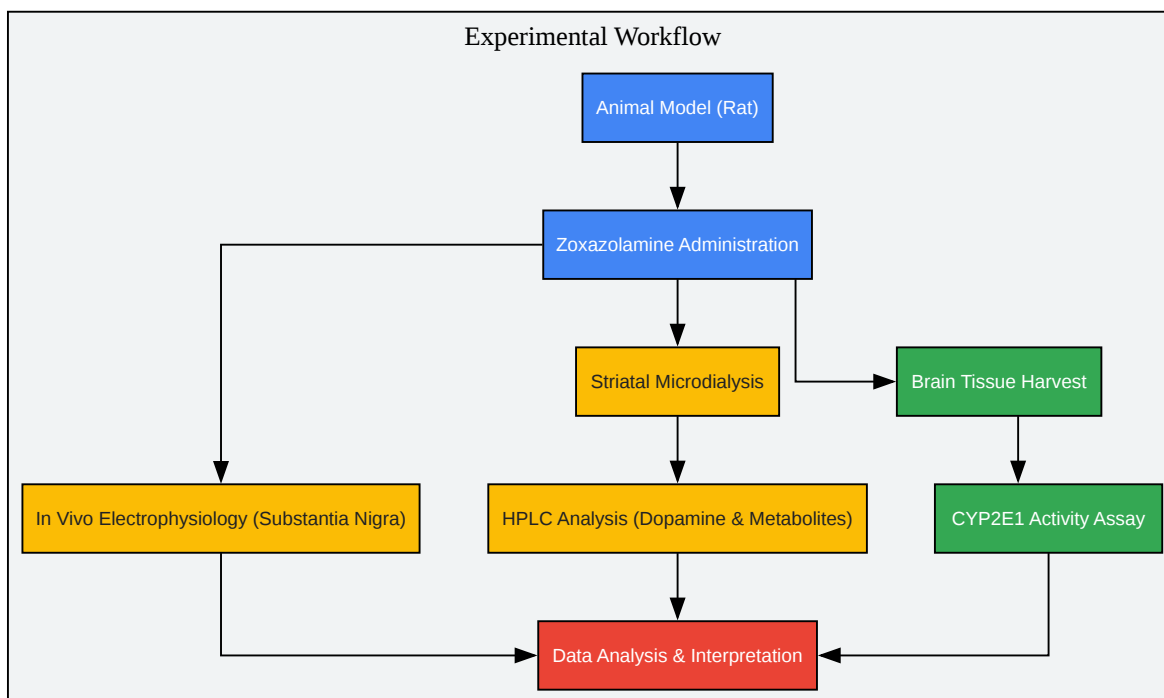 Experimental Workflow
Animal Model (Rat)
Zoxazolamine Administration
Striatal Microdialysis
Brain Tissue Harvest
In Vivo Electrophysiology (Substantia Nigra)
HPLC Analysis (Dopamine & Metabolites)
CYP2E1 Activity Assay
Data Analysis & Interpretation